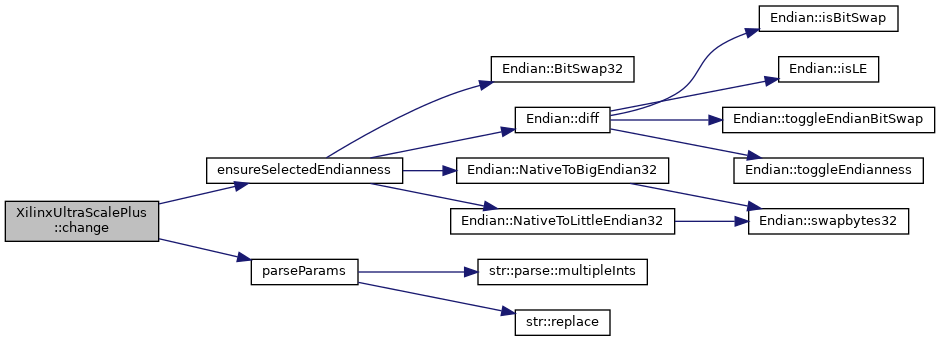 XilinxUltraScalePlus
::change
ensureSelectedEndianness
parseParams
Endian::BitSwap32
Endian::diff
Endian::NativeToBigEndian32
Endian::NativeToLittleEndian32
str::parse::multipleInts
str::replace
Endian::isBitSwap
Endian::isLE
Endian::toggleEndianBitSwap
Endian::toggleEndianness
Endian::swapbytes32